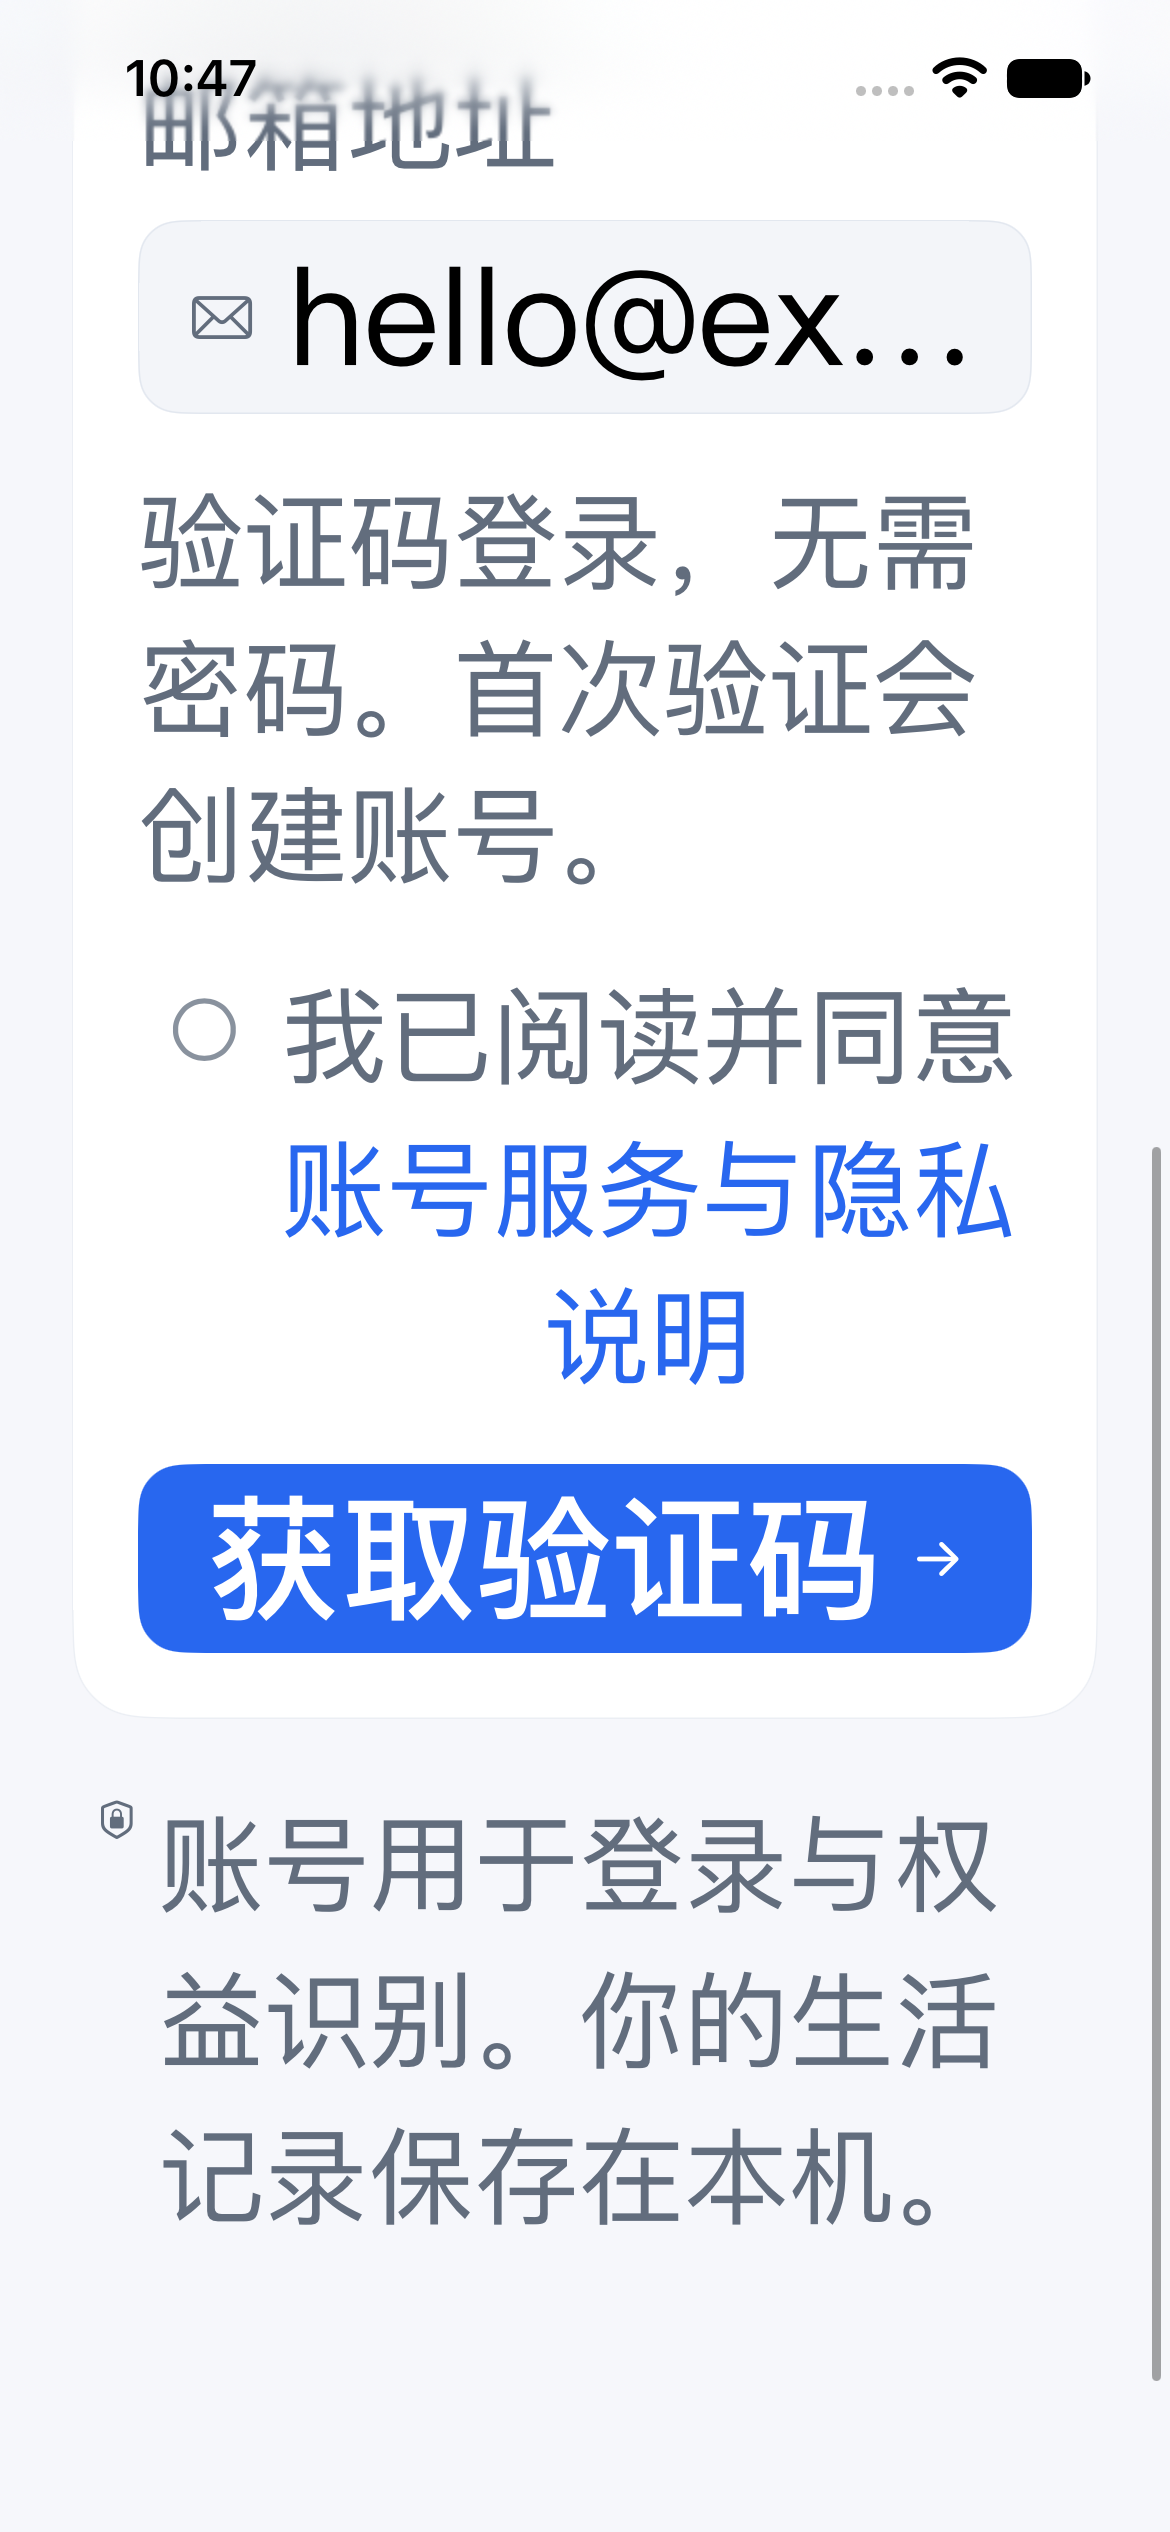 10:47
邮箱地址
hello@ex...
验证码登录，无需
密码。首次验证会
创建账号。
我已阅读并同意
账号服务与隐私
说明
获取验证码
账号用于登录与权
益识别。你的生活
记录保存在本机。